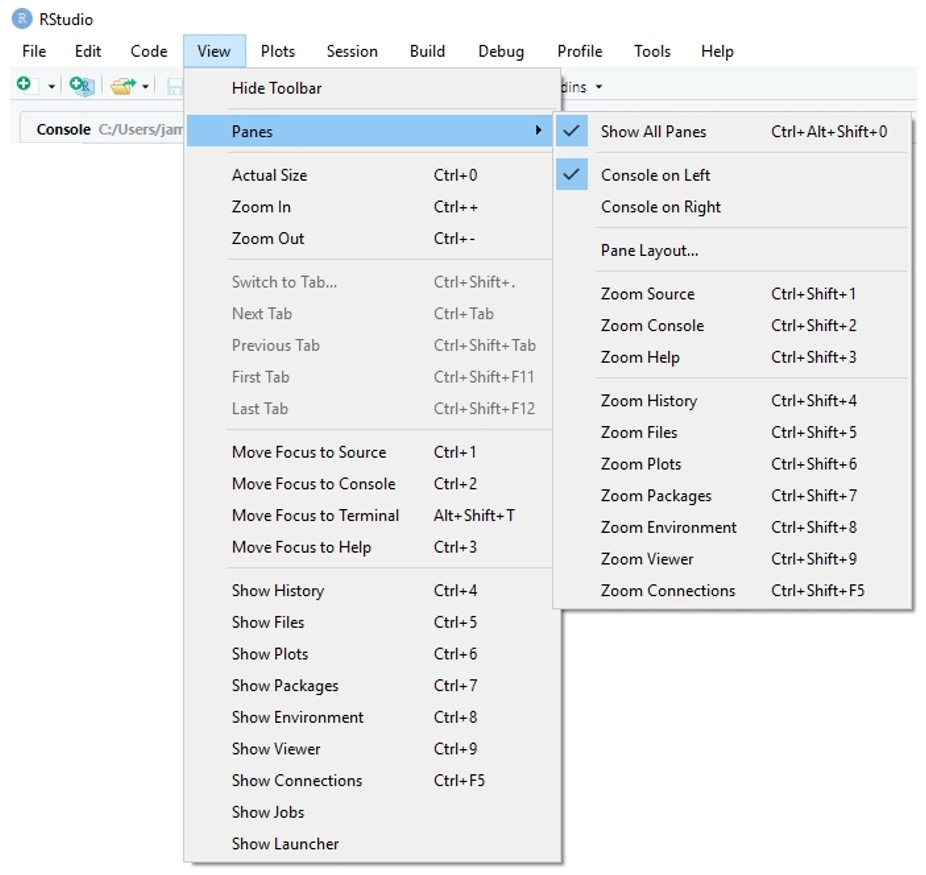 RStudio
File Edit Code View Plots Session Build Debug Profile Tools Help
Hide Toolbar
Console C:/Users/jam
Panes
Actual Size Ctrl+0
Zoom In Ctrl++
Zoom Out Ctrl+-
Switch to Tab... Ctrl+Shift+.
Next Tab Ctrl+Tab
Previous Tab Ctrl+Shift+Tab
First Tab Ctrl+Shift+F11
Last Tab Ctrl+Shift+F12
Move Focus to Source Ctrl+1
Move Focus to Console Ctrl+2
Move Focus to Terminal Alt+Shift+T
Move Focus to Help Ctrl+3
Show History Ctrl+4
Show Files Ctrl+5
Show Plots Ctrl+6
Show Packages Ctrl+7
Show Environment Ctrl+8
Show Viewer Ctrl+9
Show Connections Ctrl+F5
Show Jobs
Show Launcher
Show All Panes Ctrl+Alt+Shift+0
Console on Left
Console on Right
Pane Layout...
Zoom Source Ctrl+Shift+1
Zoom Console Ctrl+Shift+2
Zoom Help Ctrl+Shift+3
Zoom History Ctrl+Shift+4
Zoom Files Ctrl+Shift+5
Zoom Plots Ctrl+Shift+6
Zoom Packages Ctrl+Shift+7
Zoom Environment Ctrl+Shift+8
Zoom Viewer Ctrl+Shift+9
Zoom Connections Ctrl+Shift+F5